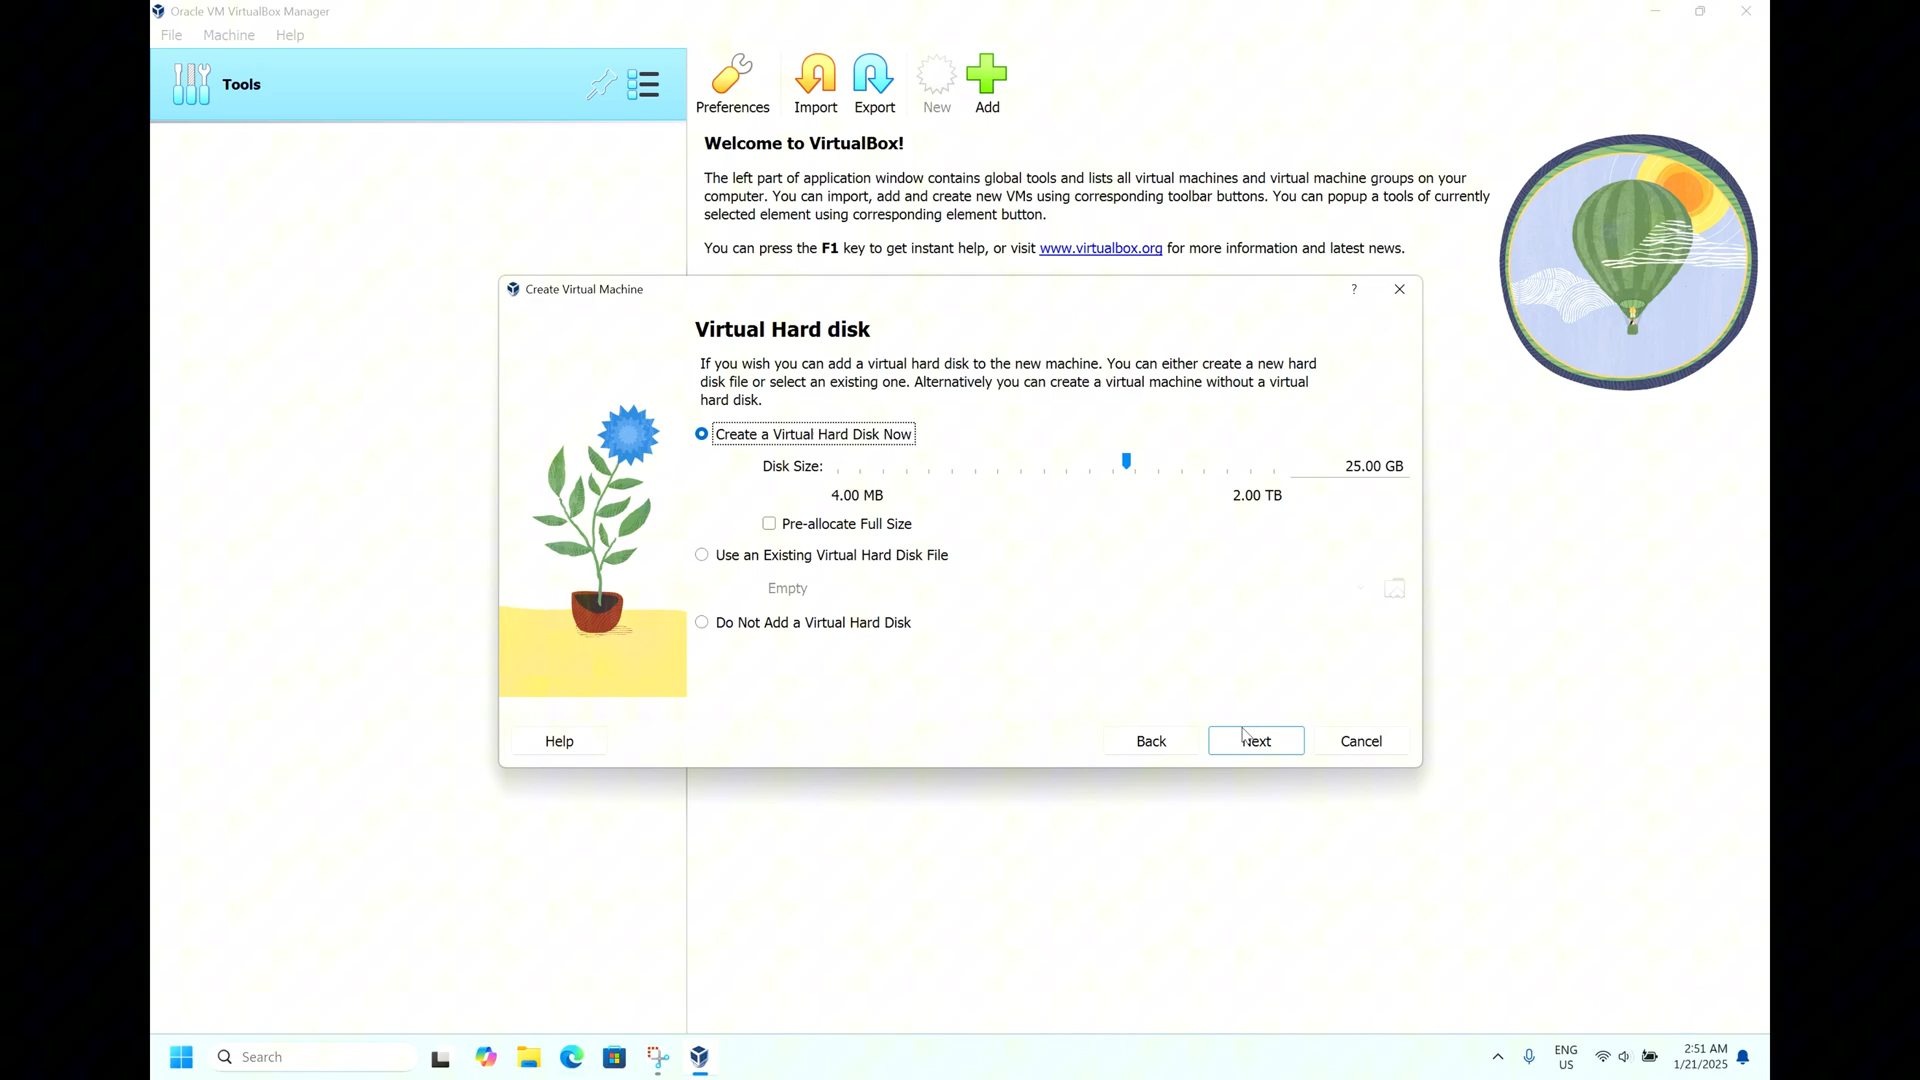 Oracle VM VirtualBox Manager
File Machine Help
Tools
Preferences Import Export New Add
Welcome to VirtualBox!
The left part of application window contains global tools and lists all virtual machines and virtual machine groups on your
computer. You can import, add and create new VMs using corresponding toolbar buttons. You can popup a tools of currently
selected element using corresponding element button.
You can press the F1 key to get instant help, or visit www.virtualbox.org for more information and latest news.
Create Virtual Machine
?
Virtual Hard disk
If you wish you can add a virtual hard disk to the new machine. You can either create a new hard
disk file or select an existing one. Alternatively you can create a virtual machine without a virtual
hard disk.
Create a Virtual Hard Disk Now
Disk Size: 25.00 GB
4.00 MB 2.00 TB
Pre-allocate Full Size
Use an Existing Virtual Hard Disk File
Empty
Do Not Add a Virtual Hard Disk
Help Back Next Cancel
Search
ENG
US
2:51 AM
1/21/2025